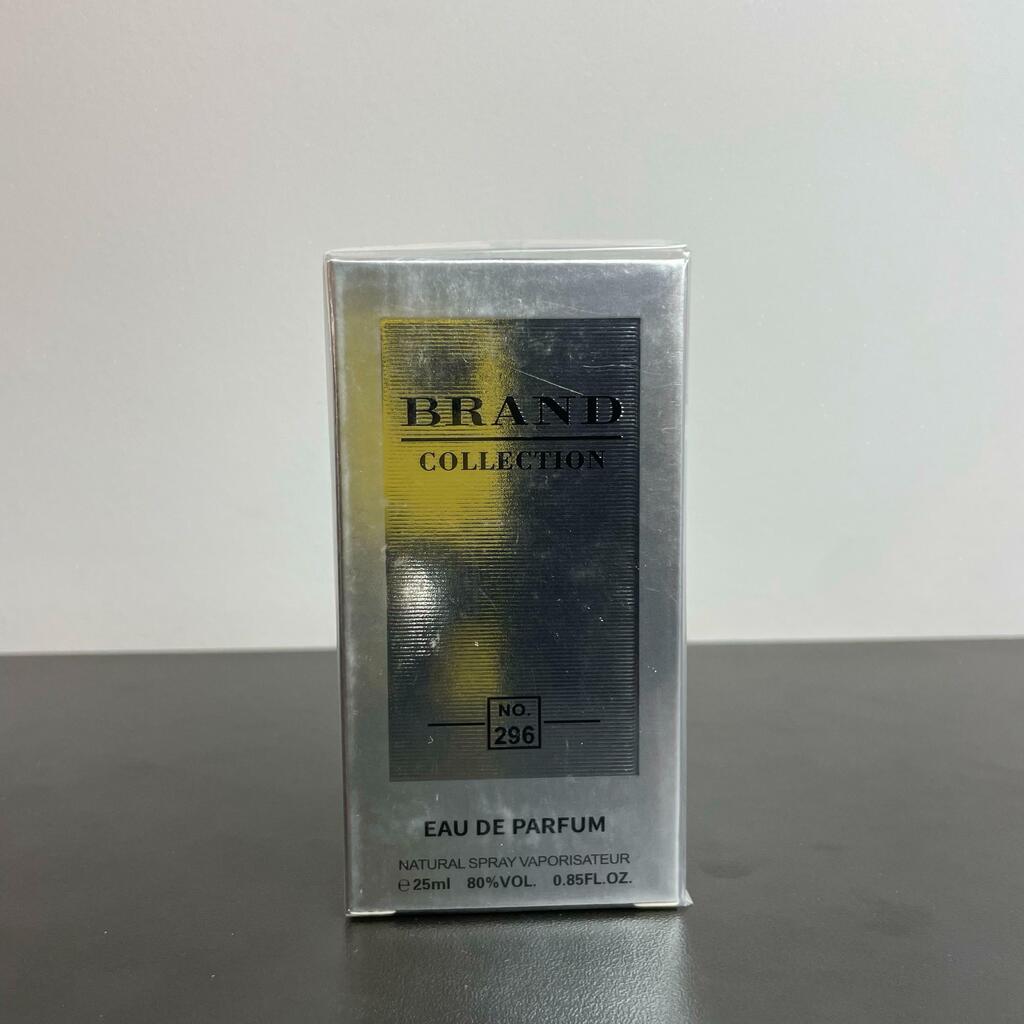 BRAND
COLLECTION
NO.
296
EAU DE PARFUM
NATURAL SPRAY VAPORISATEUR
℮25ml 80%VOL. 0.85FL.OZ.